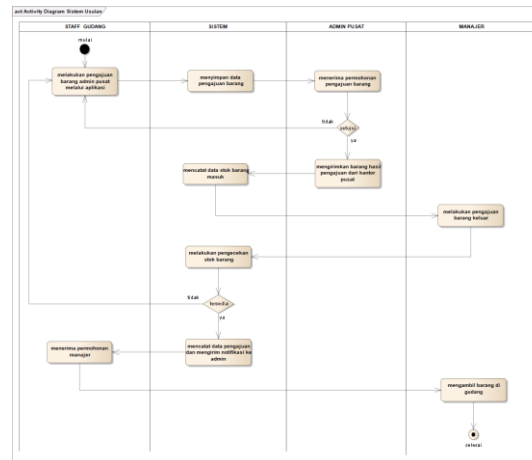 act Activity Diagram Sistem Usulan
STAFF GUDANG
SISTEM
ADMIN PUSAT
MANAJER
mulai
melakukan pengajuan
barang admin pusat
melalui aplikasi
menyimpan data
pengajuan barang
menerima permohonan
pengajuan barang
tidak
setujui
ya
mengirimkan barang hasil
pengajuan dari kantor
pusat
mencatat data stok barang
masuk
melakukan pengajuan
barang keluar
melakukan pengecekan
stok barang
tidak
tersedia
ya
mencatat data pengajuan
dan mengirim notifikasi ke
admin
menerima permohonan
manajer
mengambil barang di
gudang
selesai